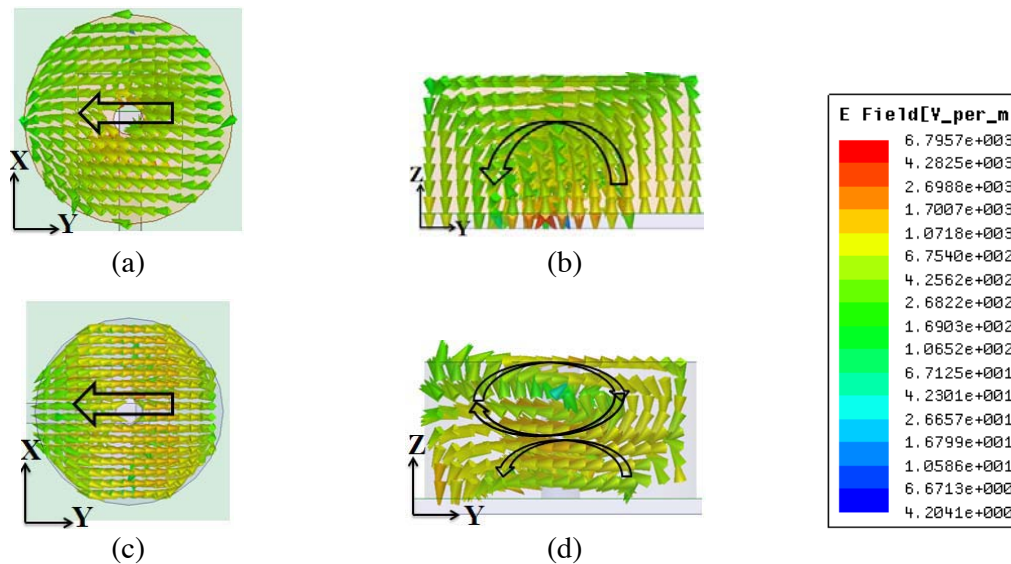 X
Y
(a)
Z
Y
(b)
X
Y
(c)
Z
Y
(d)
E Field[V_per_m
6.7957e+003
4.2825e+003
2.6988e+003
1.7007e+003
1.0718e+003
6.7540e+002
4.2562e+002
2.6822e+002
1.6903e+002
1.0652e+002
6.7125e+001
4.2301e+001
2.6657e+001
1.6799e+001
1.0586e+001
6.6713e+000
4.2041e+000